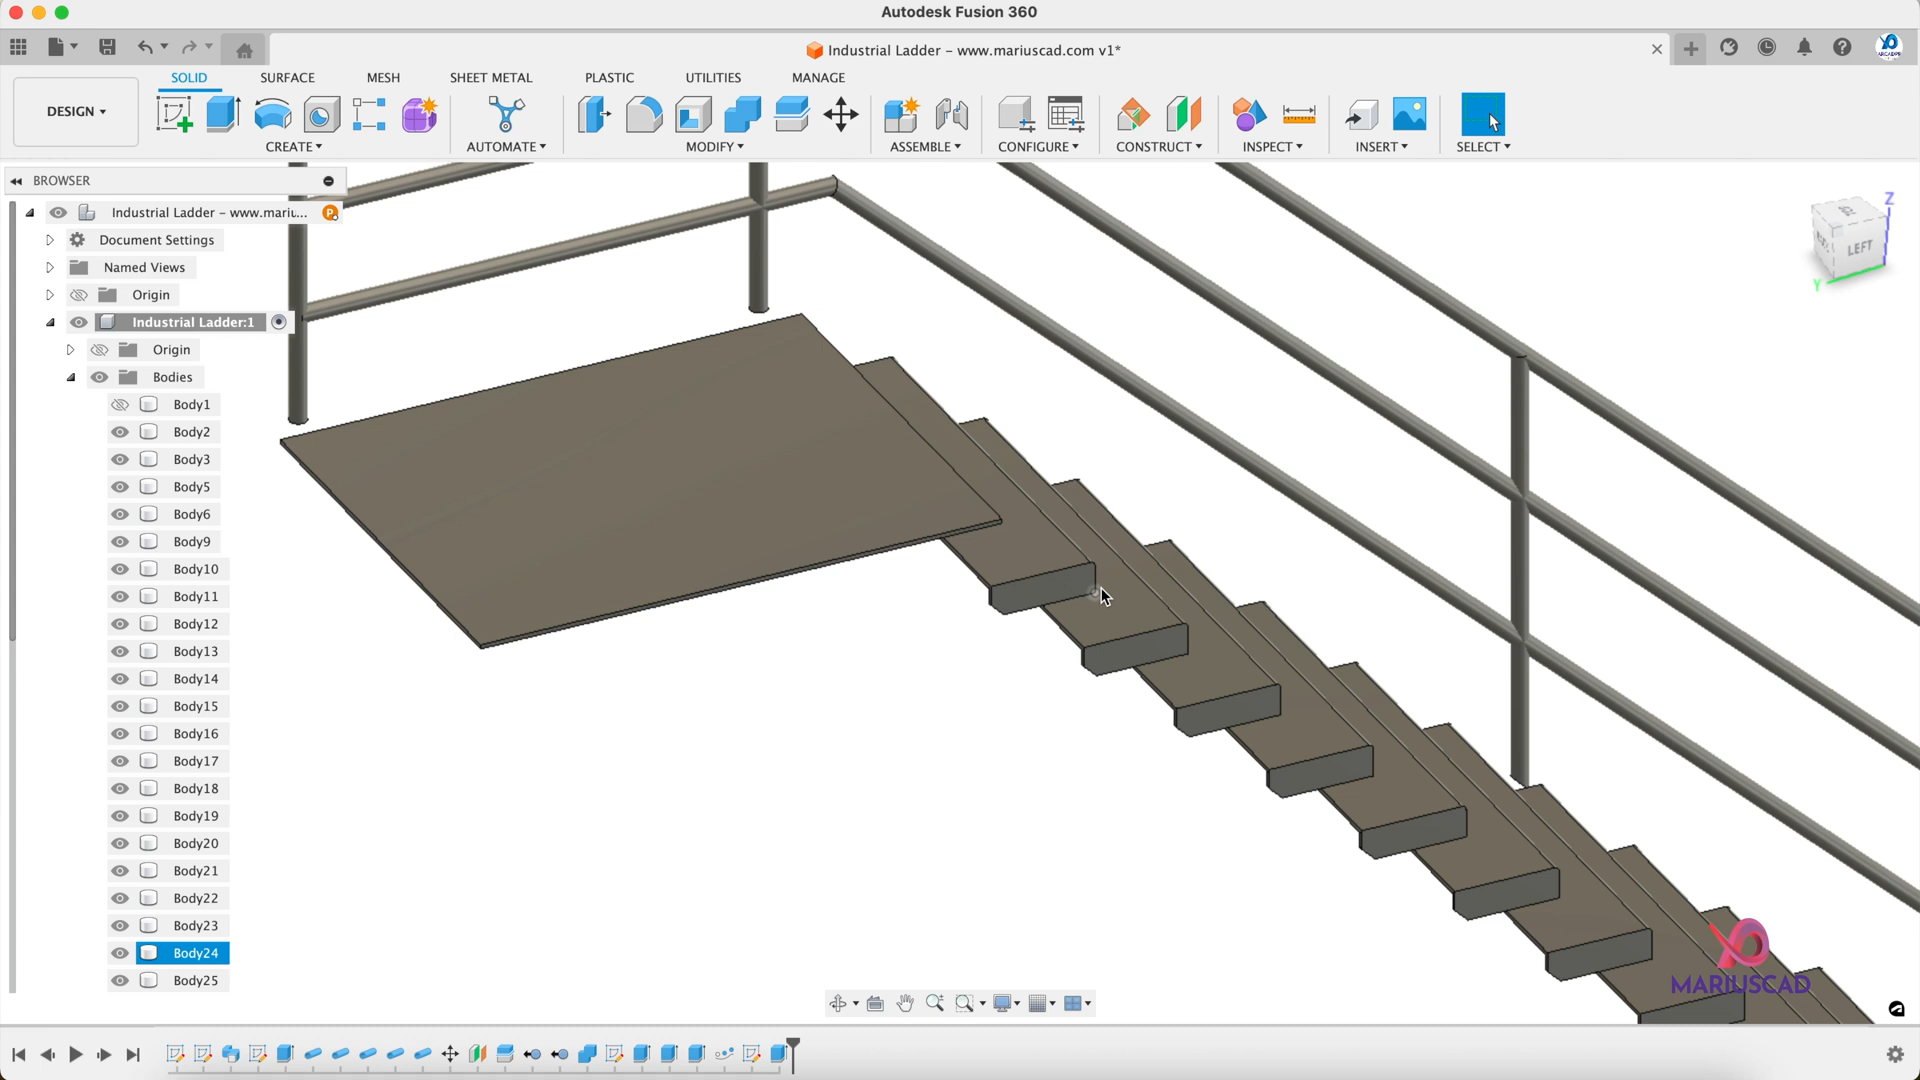 Autodesk Fusion 360
Industrial Ladder – www.mariuscad.com v1*
SOLID SURFACE MESH SHEET METAL PLASTIC UTILITIES MANAGE
DESIGN
CREATE AUTOMATE MODIFY ASSEMBLE CONFIGURE CONSTRUCT INSPECT INSERT SELECT
BROWSER
Industrial Ladder – www.mariu...
Document Settings
Named Views
Origin
Industrial Ladder:1
Origin
Bodies
Body1
Body2
Body3
Body5
Body6
Body9
Body10
Body11
Body12
Body13
Body14
Body15
Body16
Body17
Body18
Body19
Body20
Body21
Body22
Body23
Body24
Body25
Z
LEFT
Y
MARIUSCAD